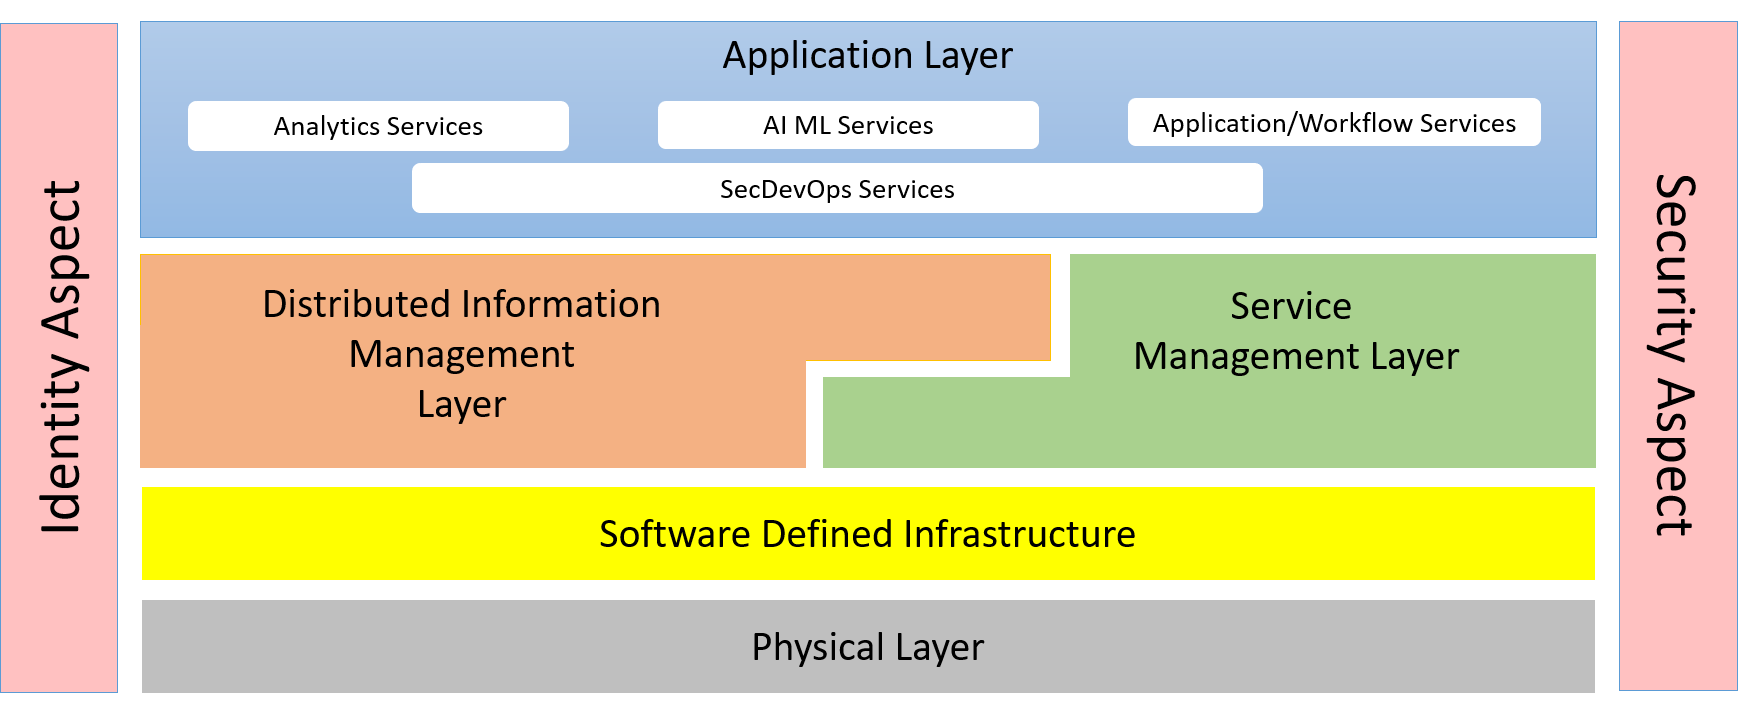 Identity Aspect
Application Layer
Analytics Services
AI ML Services
Application/Workflow Services
SecDevOps Services
Distributed Information
Management
Layer
Service
Management Layer
Software Defined Infrastructure
Physical Layer
Security Aspect